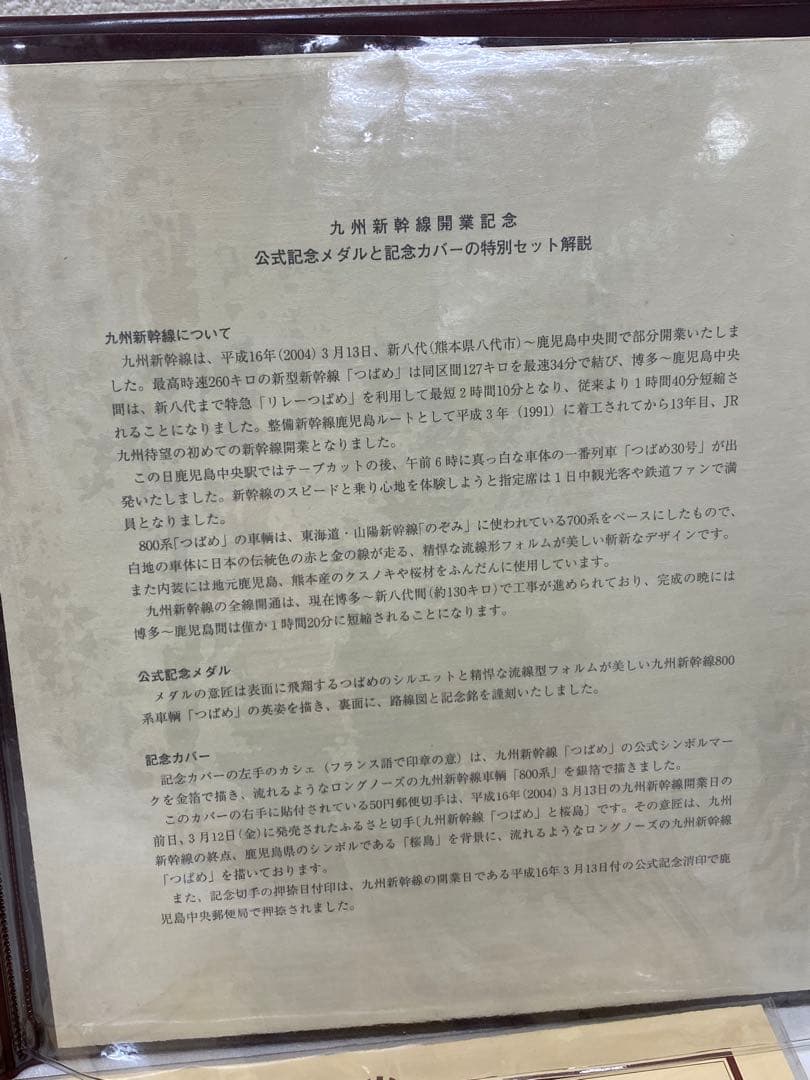 九州新幹線開業記念
公式記念メダルと記念カバーの特別セット解説
九州新幹線について
九州新幹線は、平成16年(2004)3月13日、新八代(熊本県八代市)〜鹿児島中央間で部分開業いたしま
した。最高時速260キロの新型新幹線「つばめ」は同区間127キロを最速34分で結び、博多〜鹿児島中央
間は、新八代まで特急「リレーつばめ」を利用して最短2時間10分となり、従来より1時間40分短縮さ
れることになりました。整備新幹線鹿児島ルートとして平成3年(1991)に着工されてから13年目、JR
九州待望の初めての新幹線開業となりました。
この日鹿児島中央駅ではテープカットの後、午前6時に真っ白な車体の一番列車「つばめ30号」が出
発いたしました。新幹線のスピードと乗り心地を体験しようと指定席は1日中観光客や鉄道ファンで満
員となりました。
800系「つばめ」の車輌は、東海道・山陽新幹線「のぞみ」に使われている700系をベースにしたもので、
白地の車体に日本の伝統色の赤と金の線が走る、精悍な流線形フォルムが美しい斬新なデザインです。
また内装には地元鹿児島、熊本産のクスノキや桜材をふんだんに使用しています。
九州新幹線の全線開通は、現在博多〜新八代間(約130キロ)で工事が進められており、完成の晩には
博多〜鹿児島間は僅か1時間20分に短縮されることになります。
公式記念メダル
メダルの意匠は表面に飛翔するつばめのシルエットと精悍な流線型フォルムが美しい九州新幹線800
系車輌「つばめ」の英姿を描き、裏面に、路線図と記念銘を謹刻いたしました。
記念カバー
記念カバーの左手のカシェ(フランス語で印章の意)は、九州新幹線「つばめ」の公式シンボルマー
クを金箔で描き、流れるようなロングノーズの九州新幹線車輌「800系」を銀箔で描きました。
このカバーの右手に貼付されている50円郵便切手は、平成16年(2004)3月13日の九州新幹線開業日の
前日、3月12日(金)に発売されたふるさと切手〔九州新幹線「つばめ」と桜島〕です。その意匠は、九州
新幹線の終点、鹿児島県のシンボルである「桜島」を背景に、流れるようなロングノーズの九州新幹線
「つばめ」を描いております。
また、記念切手の押捺日付印は、九州新幹線の開業日である平成16年3月13日付の公式記念消印で鹿
児島中央郵便局で押捺されました。